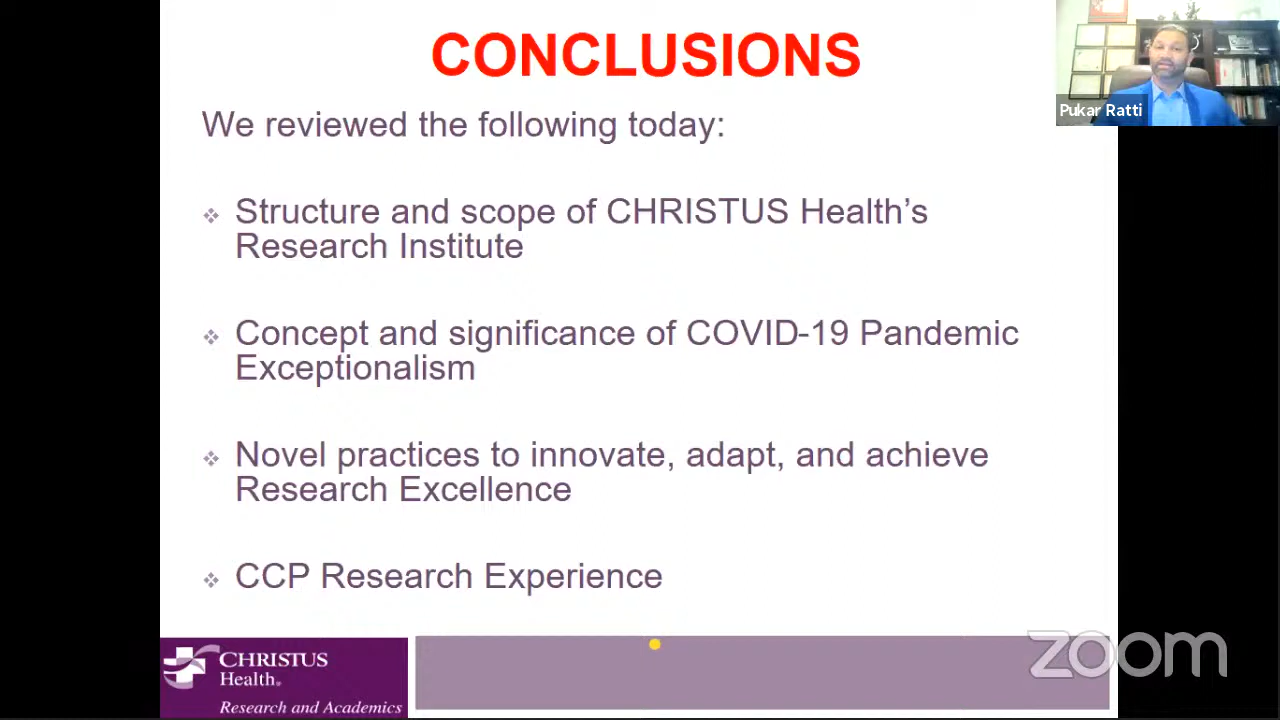 CONCLUSIONS
Pukar Ratti
We reviewed the following today:
❖ Structure and scope of CHRISTUS Health’s
Research Institute
❖ Concept and significance of COVID-19 Pandemic
Exceptionalism
❖ Novel practices to innovate, adapt, and achieve
Research Excellence
❖ CCP Research Experience
CHRISTUS
Health.
Research and Academics
zoom